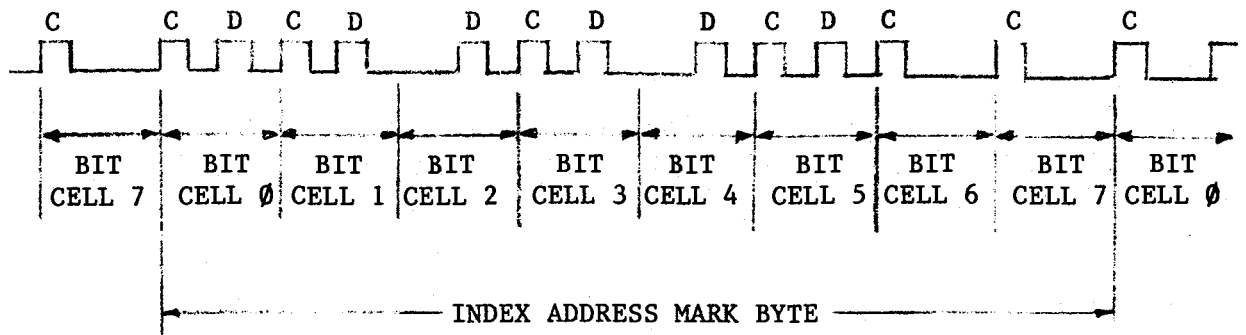 C C D C D D C D D C D C C C
BIT BIT BIT BIT BIT BIT BIT BIT BIT BIT
CELL 7 CELL Ø CELL 1 CELL 2 CELL 3 CELL 4 CELL 5 CELL 6 CELL 7 CELL Ø
INDEX ADDRESS MARK BYTE